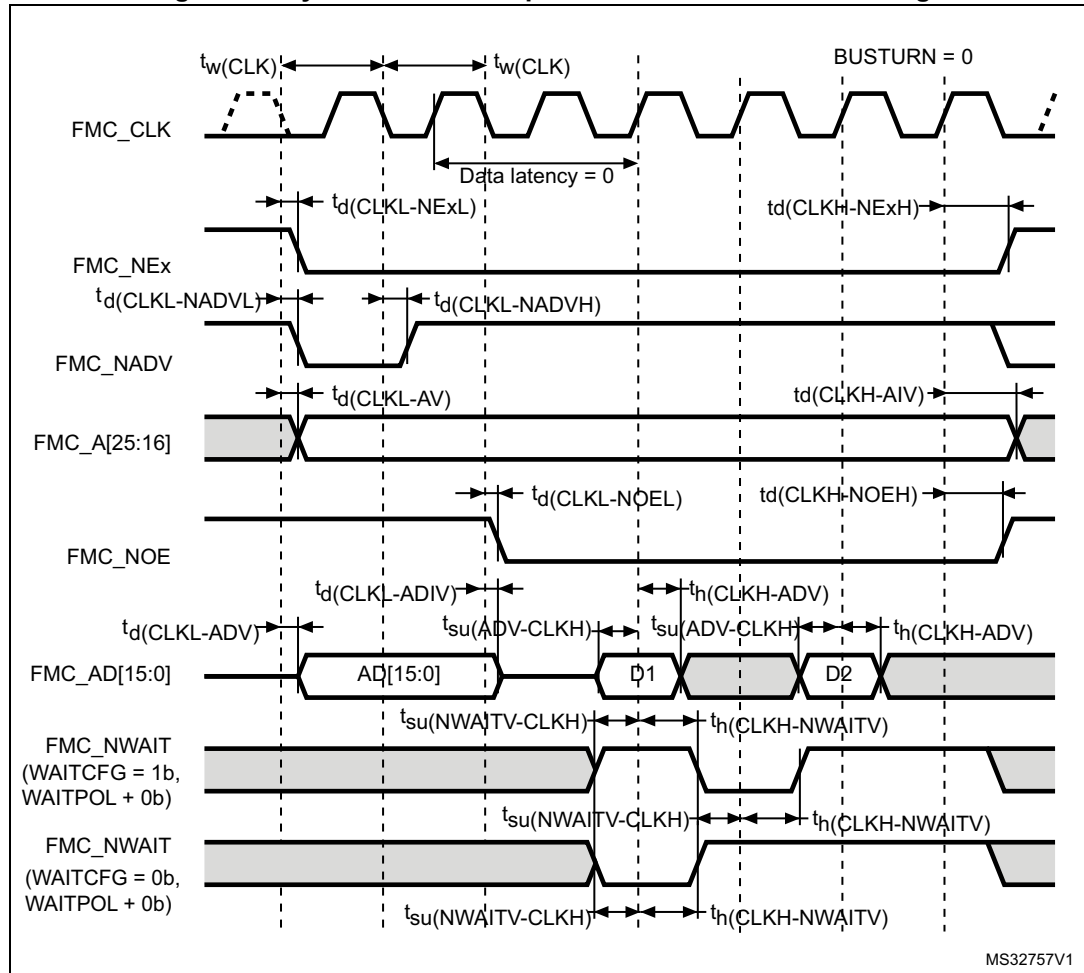 BUSTURN = 0
tw(CLK) tw(CLK)
FMC_CLK
Data latency = 0
td(CLKL-NExL) td(CLKH-NExH)
FMC_NEx
td(CLKL-NADVL) td(CLKL-NADVH)
FMC_NADV
td(CLKL-AV) td(CLKH-AIV)
FMC_A[25:16]
td(CLKL-NOEL) td(CLKH-NOEH)
FMC_NOE
td(CLKL-ADIV) th(CLKH-ADV)
td(CLKL-ADV) tsu(ADV-CLKH) tsu(ADV-CLKH) th(CLKH-ADV)
FMC_AD[15:0] AD[15:0] D1 D2
tsu(NWAITV-CLKH) th(CLKH-NWAITV)
FMC_NWAIT
(WAITCFG = 1b,
WAITPOL + 0b)
tsu(NWAITV-CLKH) th(CLKH-NWAITV)
FMC_NWAIT
(WAITCFG = 0b,
WAITPOL + 0b)
tsu(NWAITV-CLKH) th(CLKH-NWAITV)
MS32757V1